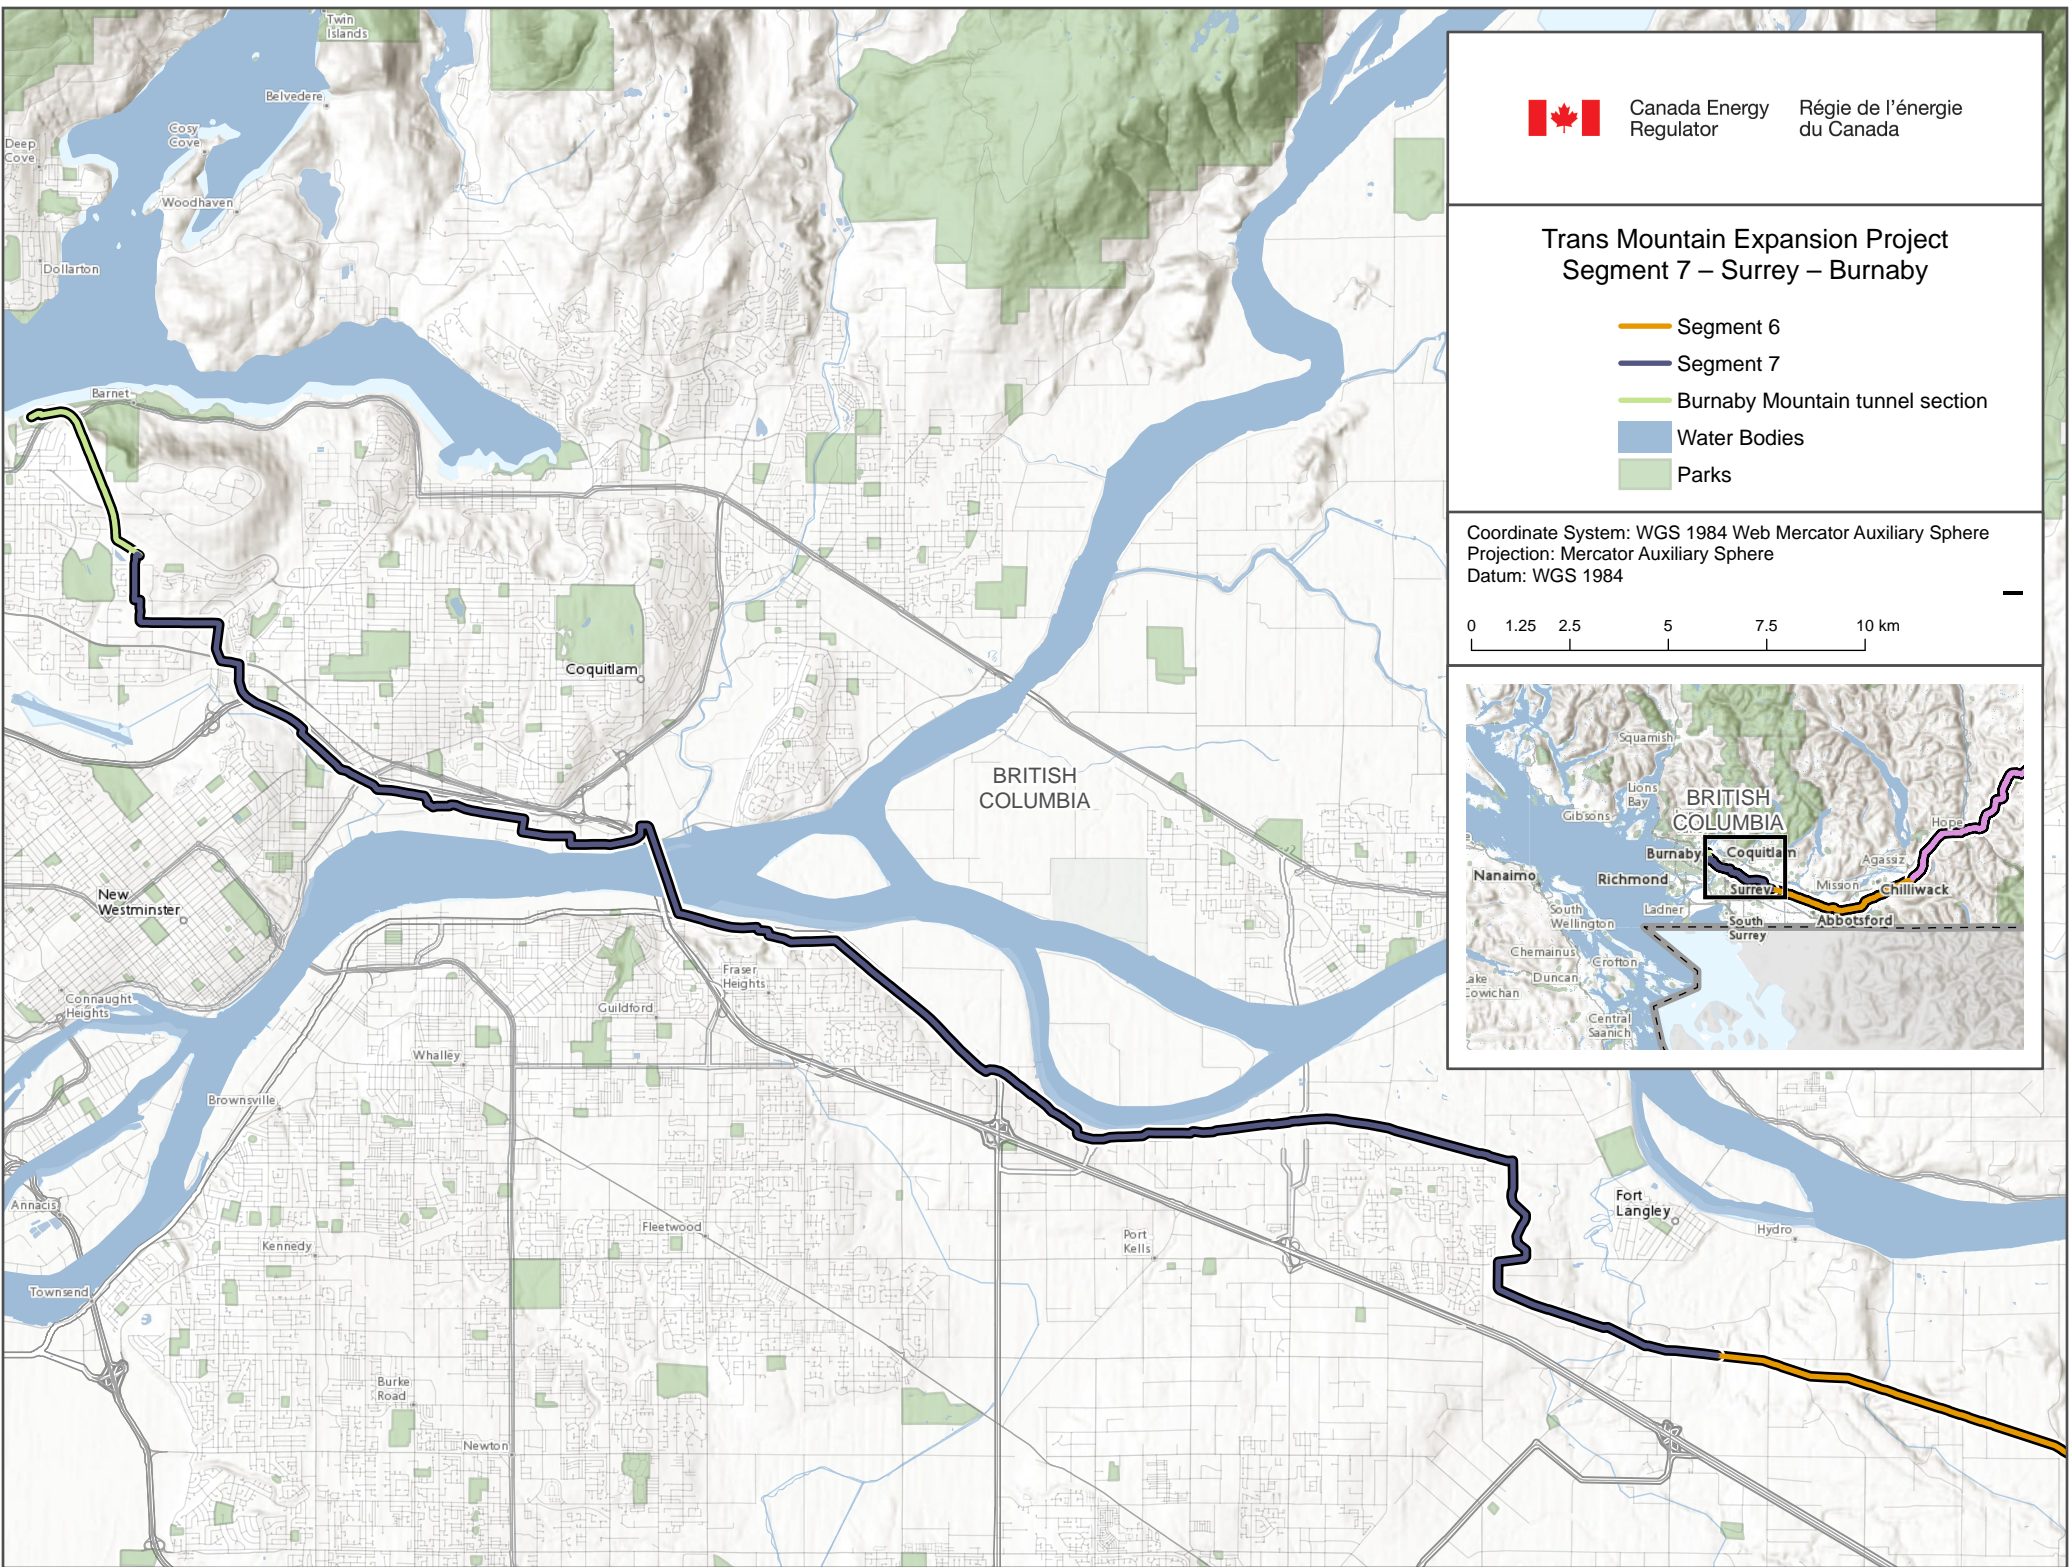 Canada Energy
Regulator
Régie de l'énergie
du Canada
Trans Mountain Expansion Project
Segment 7 – Surrey – Burnaby
Segment 6
Segment 7
Burnaby Mountain tunnel section
Water Bodies
Parks
Coordinate System: WGS 1984 Web Mercator Auxiliary Sphere
Projection: Mercator Auxiliary Sphere
Datum: WGS 1984
0 1.25 2.5 5 7.5 10 km
Squamish
Lions
Bay
Gibsons
BRITISH
COLUMBIA
Hope
Burnaby
Coquitlam
Agassiz
Nanaimo
Richmond
Surrey
Mission
Chilliwack
South
Wellington
Ladner
South
Surrey
Abbotsford
Chemainus
Crofton
Duncan
Lake
Cowichan
Central
Saanich
Twin
Islands
Belvedere
Cosy
Cove
Deep
Cove
Woodhaven
Dollarton
Barnet
Coquitlam
BRITISH
COLUMBIA
New
Westminster
Fraser
Heights
Connaught
Heights
Guildford
Whalley
Brownsville
Annacis
Fort
Langley
Hydro
Fleetwood
Port
Kells
Kennedy
Townsend
Burke
Road
Newton